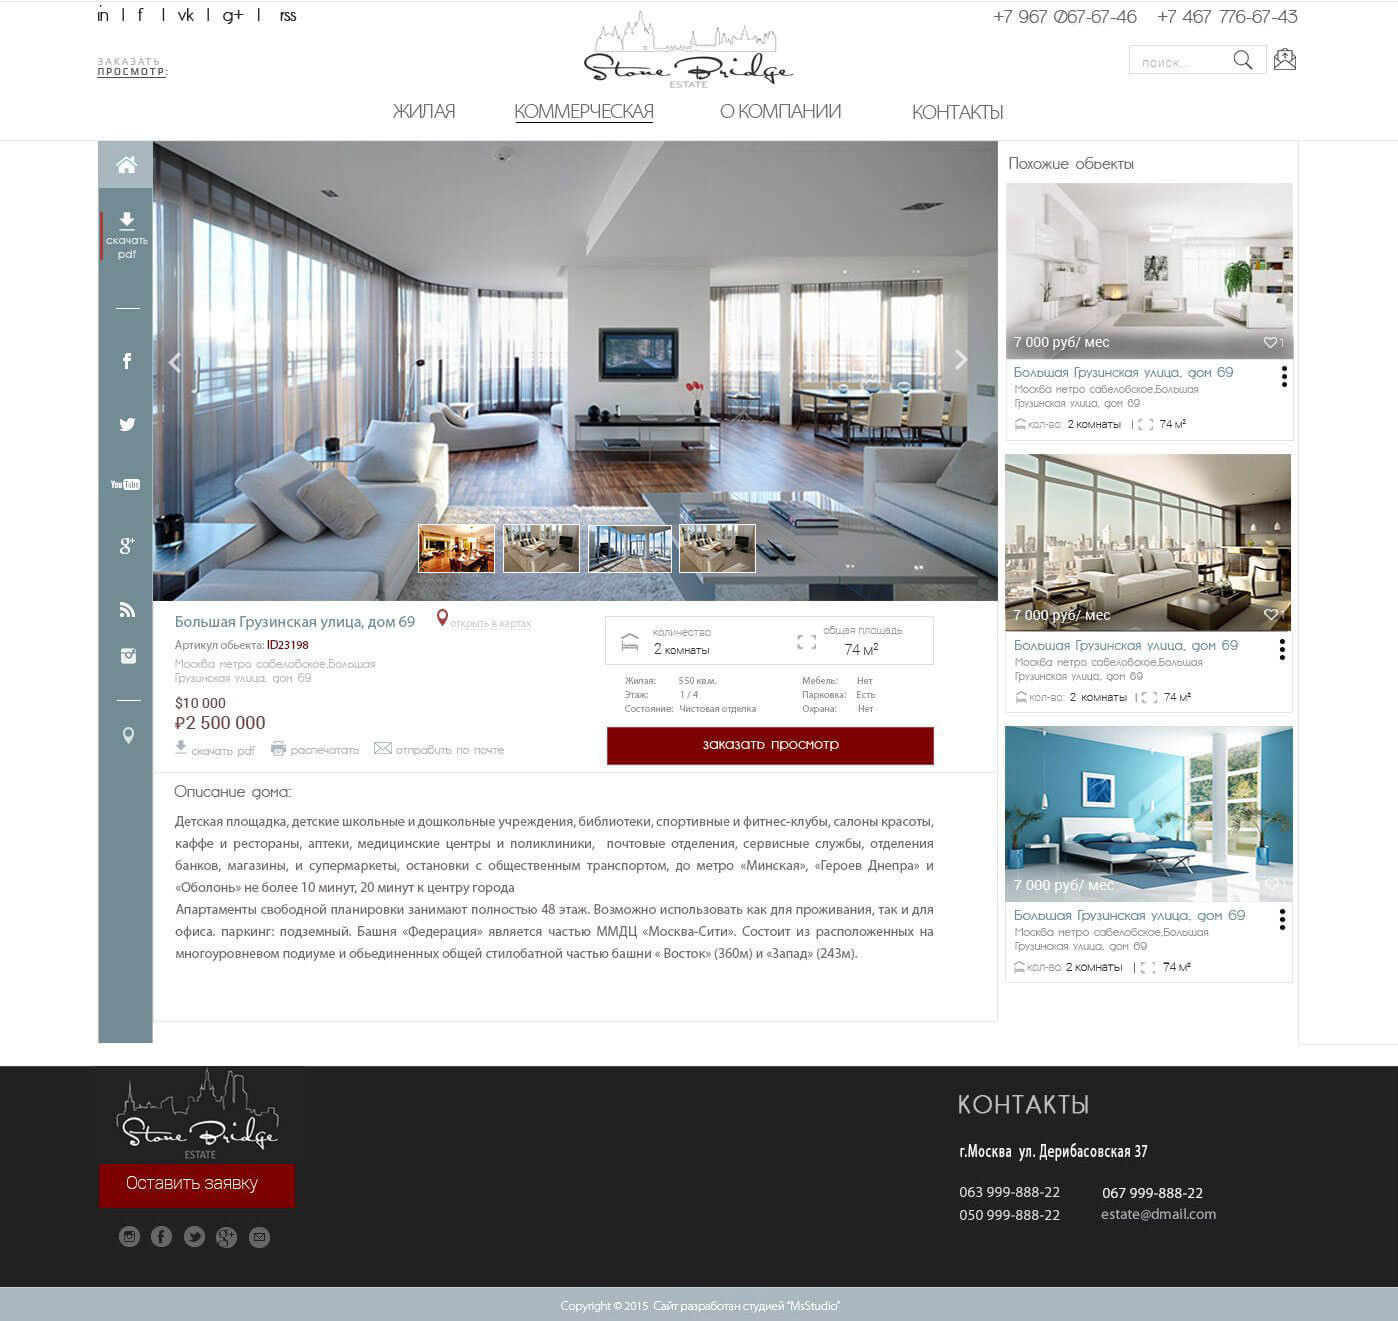 in | f | vk | g+ | rss
+7 967 067-67-46 +7 467 776-67-43
ЗАКАЗАТЬ
ПРОСМОТР:
Stone Bridge
ESTATE
поиск...
ЖИЛАЯ КОММЕРЧЕСКАЯ О КОМПАНИИ КОНТАКТЫ
скачать
pdf
You Tube
Большая Грузинская улица, дом 69 открыть в картах
Артикул обьекта: ID23198
Москва метро савеловское,Большая
Грузинская улица, дом 69
$10 000
₽2 500 000
скачать pdf распечатать отправить по почте
количество
2 комнаты
общая площадь
74 м²
Жилая: 550 кв.м. Мебель: Нет
Этаж: 1 / 4 Парковка: Есть
Состояние: Чистовая отделка Охрана: Нет
заказать просмотр
Описание дома:
Детская площадка, детские школьные и дошкольные учреждения, библиотеки, спортивные и фитнес-клубы, салоны красоты,
каффе и рестораны, аптеки, медицинские центры и поликлиники, почтовые отделения, сервисные службы, отделения
банков, магазины, и супермаркеты, остановки с общественным транспортом, до метро «Минская», «Героев Днепра» и
«Оболонь» не более 10 минут, 20 минут к центру города
Апартаменты свободной планировки занимают полностью 48 этаж. Возможно использовать как для проживания, так и для
офиса. паркинг: подземный. Башня «Федерация» является частью ММДЦ «Москва-Сити». Состоит из расположенных на
многоуровневом подиуме и обьединенных общей стилобатной частью башни « Восток» (360м) и «Запад» (243м).
Похожие обьекты
7 000 руб/ мес 1
Большая Грузинская улица, дом 69
Москва метро савеловское,Большая
Грузинская улица, дом 69
кол-во: 2 комнаты | 74 м²
7 000 руб/ мес 1
Большая Грузинская улица, дом 69
Москва метро савеловское,Большая
Грузинская улица, дом 69
кол-во: 2 комнаты | 74 м²
7 000 руб/ мес 1
Большая Грузинская улица, дом 69
Москва метро савеловское,Большая
Грузинская улица, дом 69
кол-во: 2 комнаты | 74 м²
Stone Bridge
ESTATE
Оставить заявку
КОНТАКТЫ
г.Москва ул. Дерибасовская 37
063 999-888-22 067 999-888-22
050 999-888-22 estate@dmail.com
Copyright © 2015 Сайт разработан студией "MsStudio"